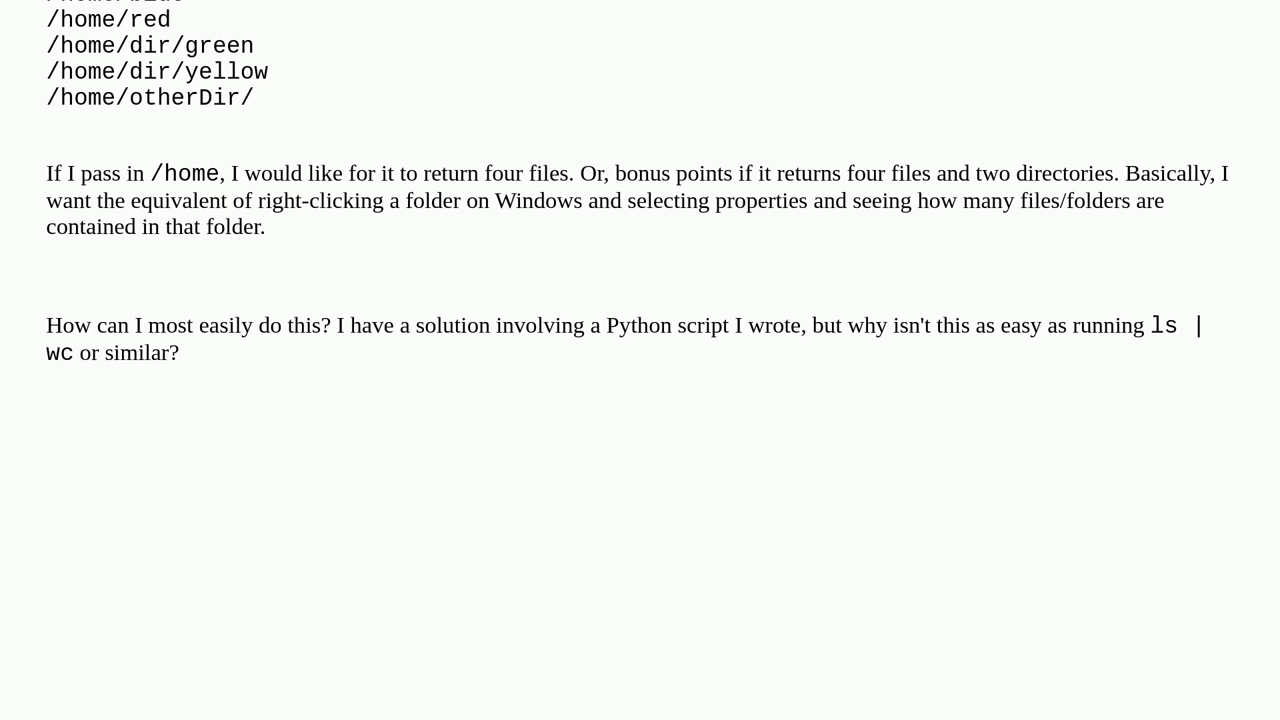 /home/red
/home/dir/green
/home/dir/yellow
/home/otherDir/
If I pass in /home, I would like for it to return four files. Or, bonus points if it returns four files and two directories. Basically, I
want the equivalent of right-clicking a folder on Windows and selecting properties and seeing how many files/folders are
contained in that folder.
How can I most easily do this? I have a solution involving a Python script I wrote, but why isn't this as easy as running ls |
wc or similar?